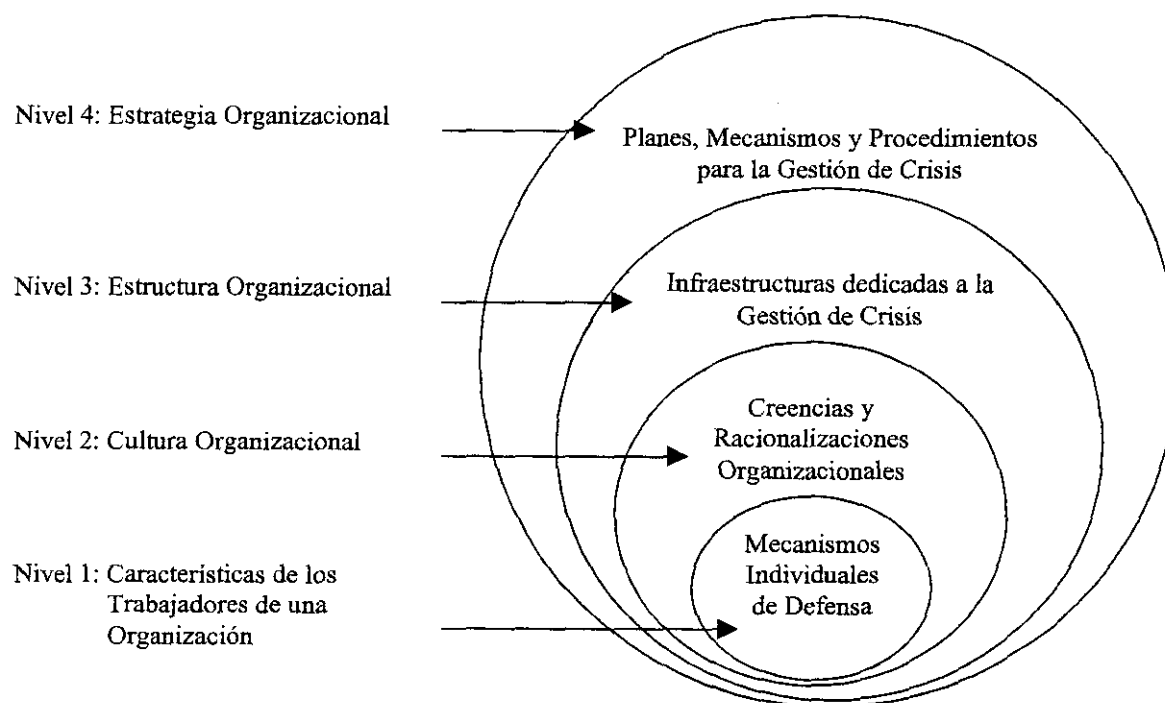 Nivel 4: Estrategia Organizacional
Planes, Mecanismos y Procedimientos
para la Gestión de Crisis
Nivel 3: Estructura Organizacional
Infraestructuras dedicadas a la
Gestión de Crisis
Nivel 2: Cultura Organizacional
Creencias y
Racionalizaciones
Organizacionales
Nivel 1: Características de los
Trabajadores de una
Organización
Mecanismos
Individuales
de Defensa